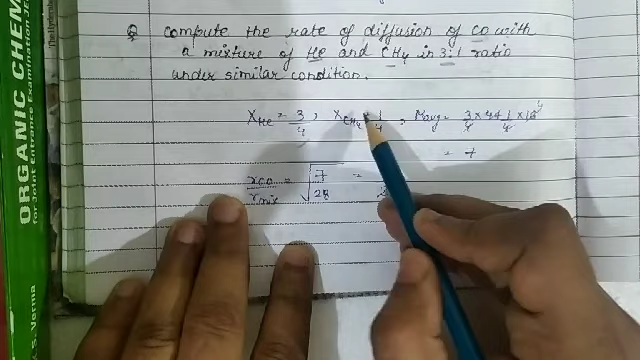 ORGANIC CHE
for Joint Entrance Examination
S. Verma
Q compute the rate of diffusion of CO with
a mixture of He and CH4 in 3:1 ratio
under similar condition.
XHe = 3/4 , XCH4 = 1/4 , Mavg = 3/4 × 4 + 1/4 × 16 4
= 7
rCO/rmix = √7/28 =